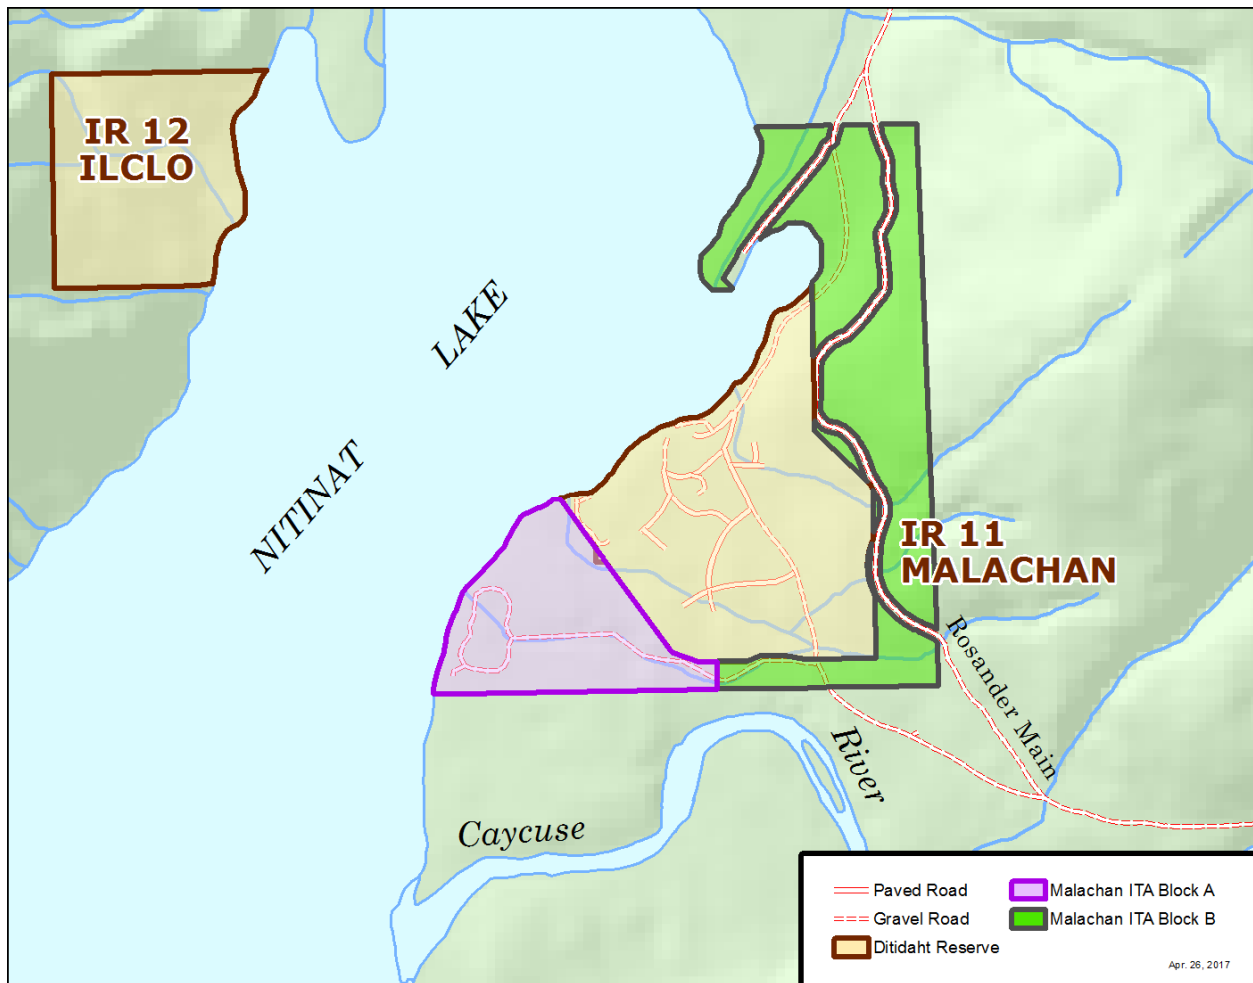 IR 12
ILCLO
LAKE
NITINAT
IR 11
MALACHAN
Rosander Main
River
Caycuse
Paved Road
Gravel Road
Ditidaht Reserve
Malachan ITA Block A
Malachan ITA Block B
Apr. 26, 2017